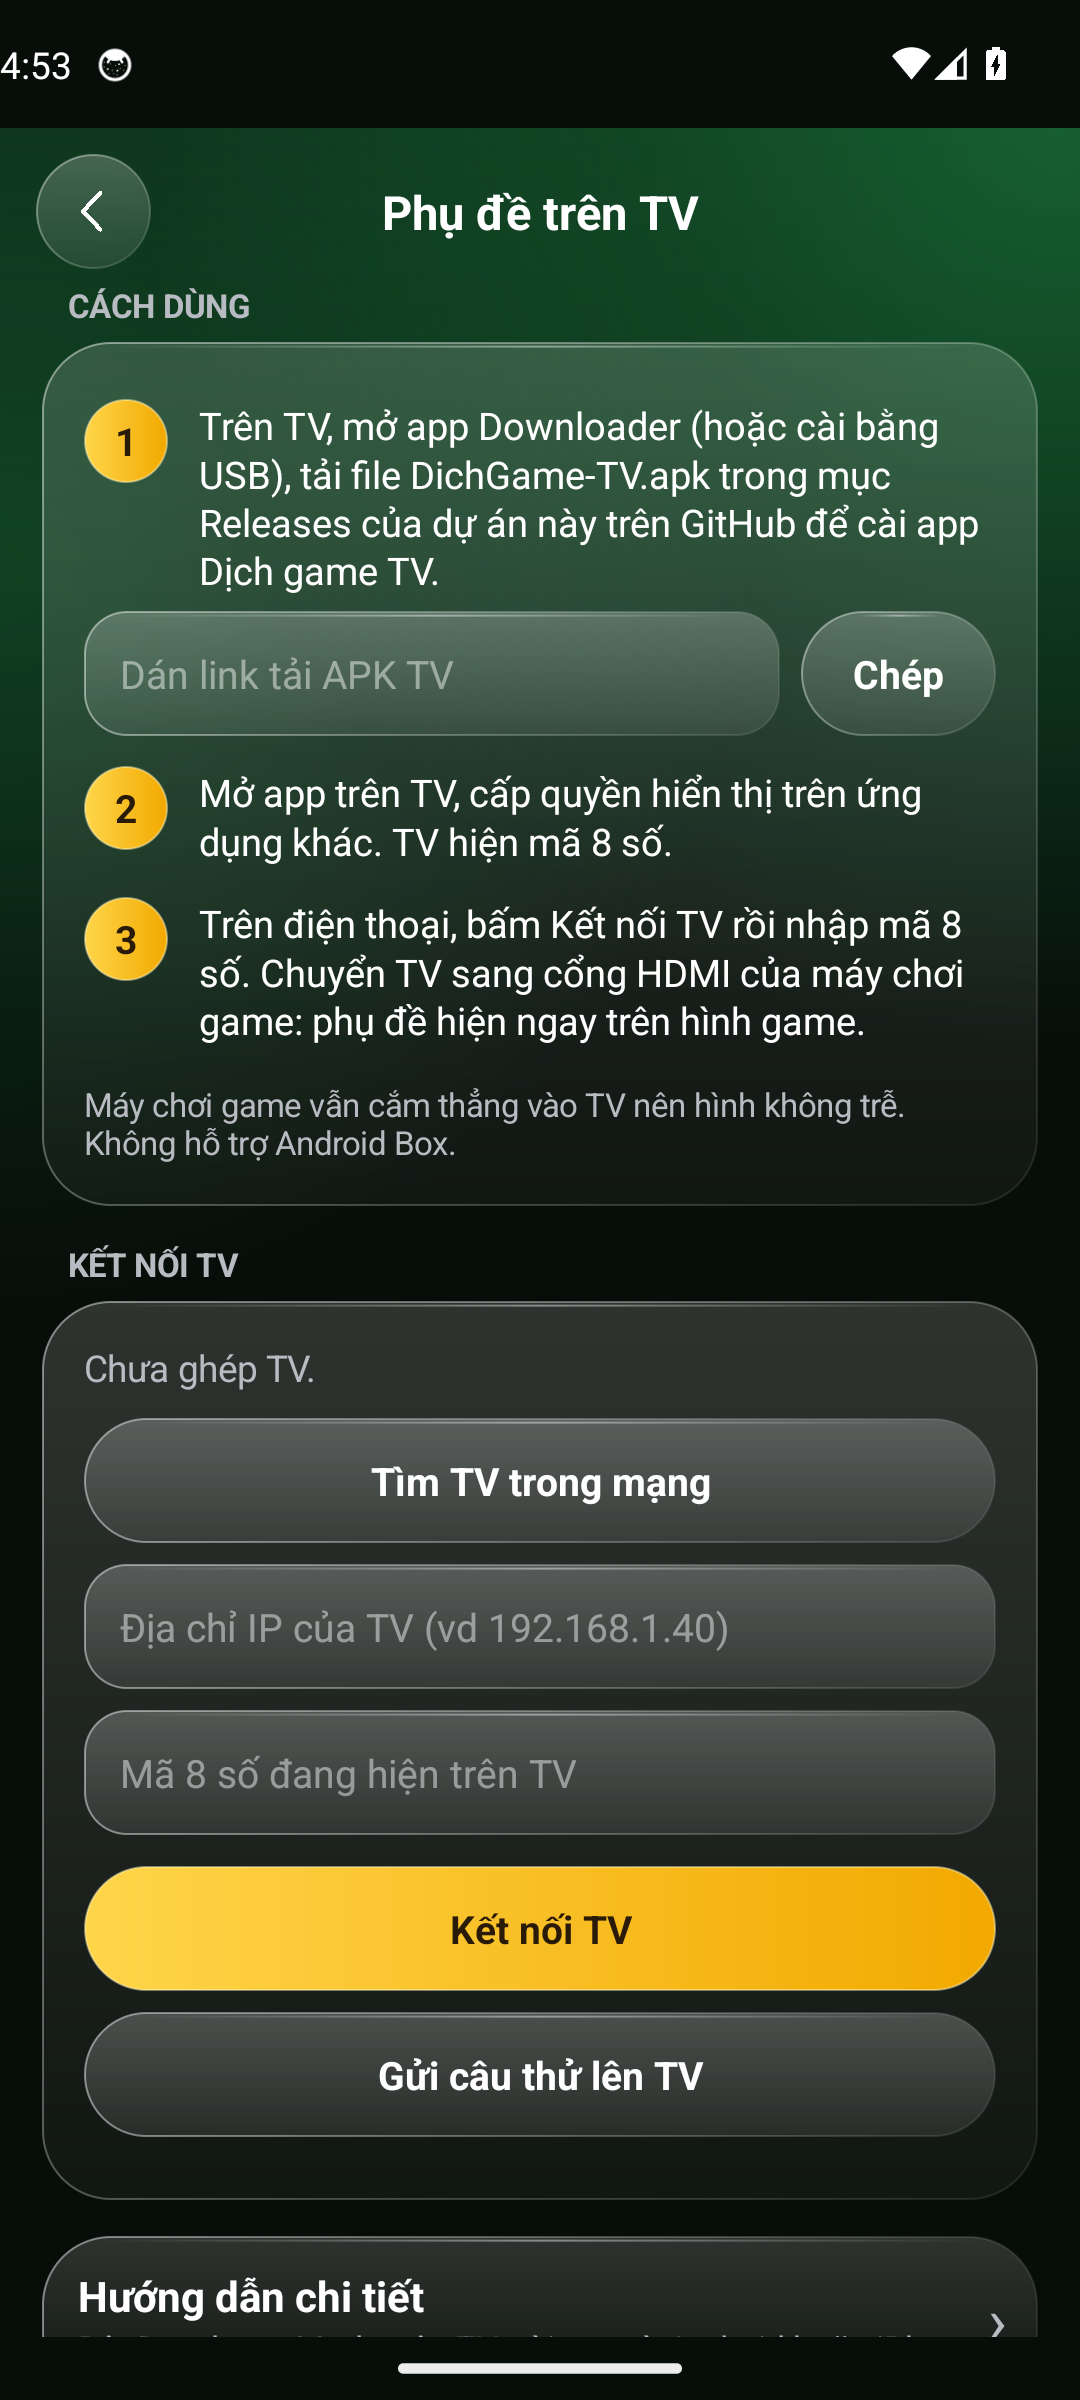 4:53
Phụ đề trên TV
CÁCH DÙNG
1
Trên TV, mở app Downloader (hoặc cài bằng
USB), tải file DichGame-TV.apk trong mục
Releases của dự án này trên GitHub để cài app
Dịch game TV.
Dán link tải APK TV
Chép
2
Mở app trên TV, cấp quyền hiển thị trên ứng
dụng khác. TV hiện mã 8 số.
3
Trên điện thoại, bấm Kết nối TV rồi nhập mã 8
số. Chuyển TV sang cổng HDMI của máy chơi
game: phụ đề hiện ngay trên hình game.
Máy chơi game vẫn cắm thẳng vào TV nên hình không trễ.
Không hỗ trợ Android Box.
KẾT NỐI TV
Chưa ghép TV.
Tìm TV trong mạng
Địa chỉ IP của TV (vd 192.168.1.40)
Mã 8 số đang hiện trên TV
Kết nối TV
Gửi câu thử lên TV
Hướng dẫn chi tiết